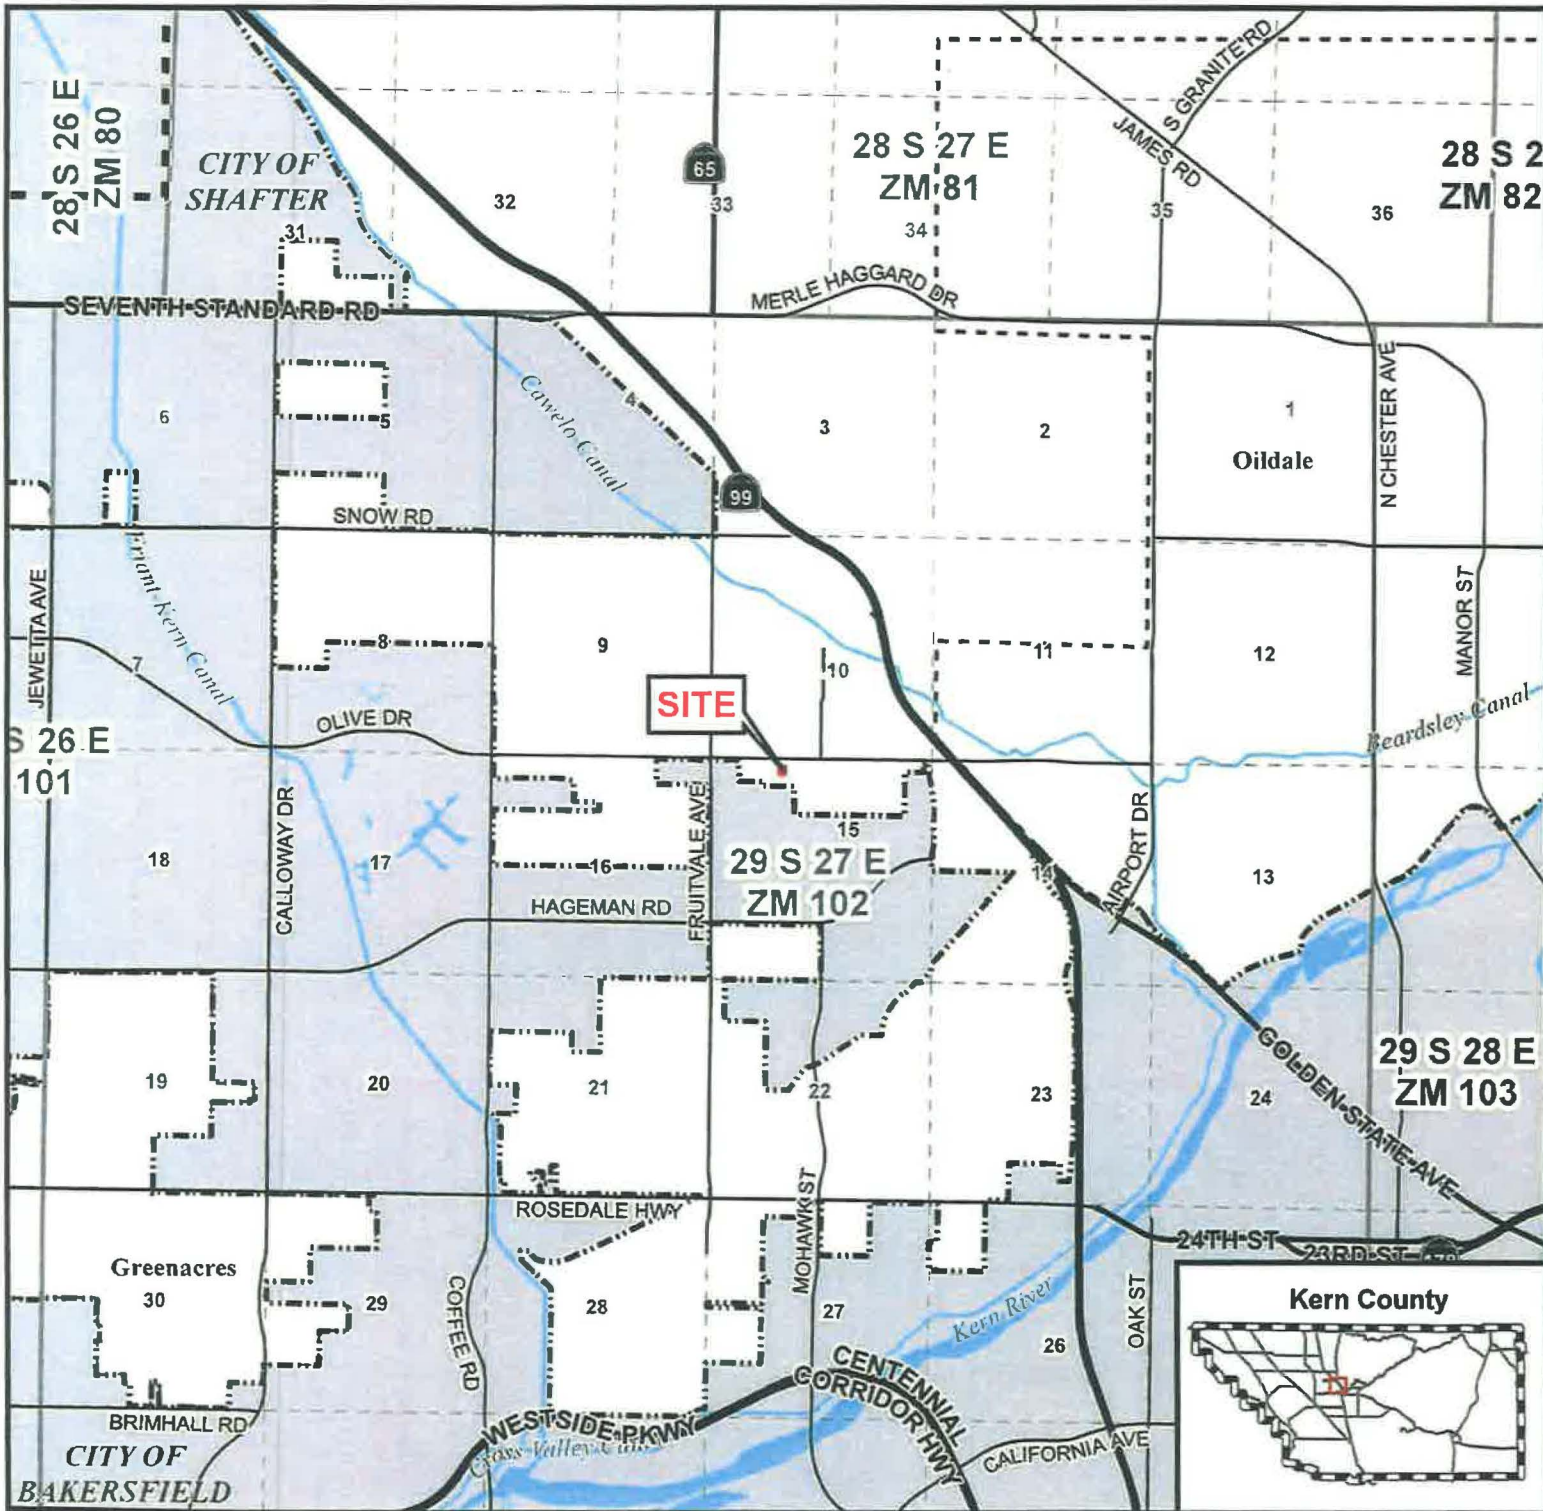 28 S 26 E
ZM 80
CITY OF
SHAFTER
31
32
65
33
28 S 27 E
ZM 81
34
S GRANITE RD
JAMES RD
35
36
28 S 2
ZM 82
SEVENTH STANDARD RD
MERLE HAGGARD DR
6
5
4
Cawelo Canal
3
2
1
Oildale
N CHESTER AVE
99
SNOW RD
JEWETTA AVE
Friant-Kern Canal
7
8
9
10
11
12
MANOR ST
SITE
OLIVE DR
Beardsley Canal
S 26 E
101
CALLOWAY DR
18
17
16
FRUITVALE AVE
15
29 S 27 E
ZM 102
HAGEMAN RD
14
AIRPORT DR
13
19
20
21
22
23
24
GOLDEN STATE AVE
29 S 28 E
ZM 103
ROSEDALE HWY
MOHAWK ST
24TH ST
23RD ST
Greenacres
30
29
COFFEE RD
28
27
Kern River
26
OAK ST
CENTENNIAL
CORRIDOR HWY
WESTSIDE PKWY
Cross Valley
CALIFORNIA AVE
BRIMHALL RD
CITY OF
BAKERSFIELD
Kern County